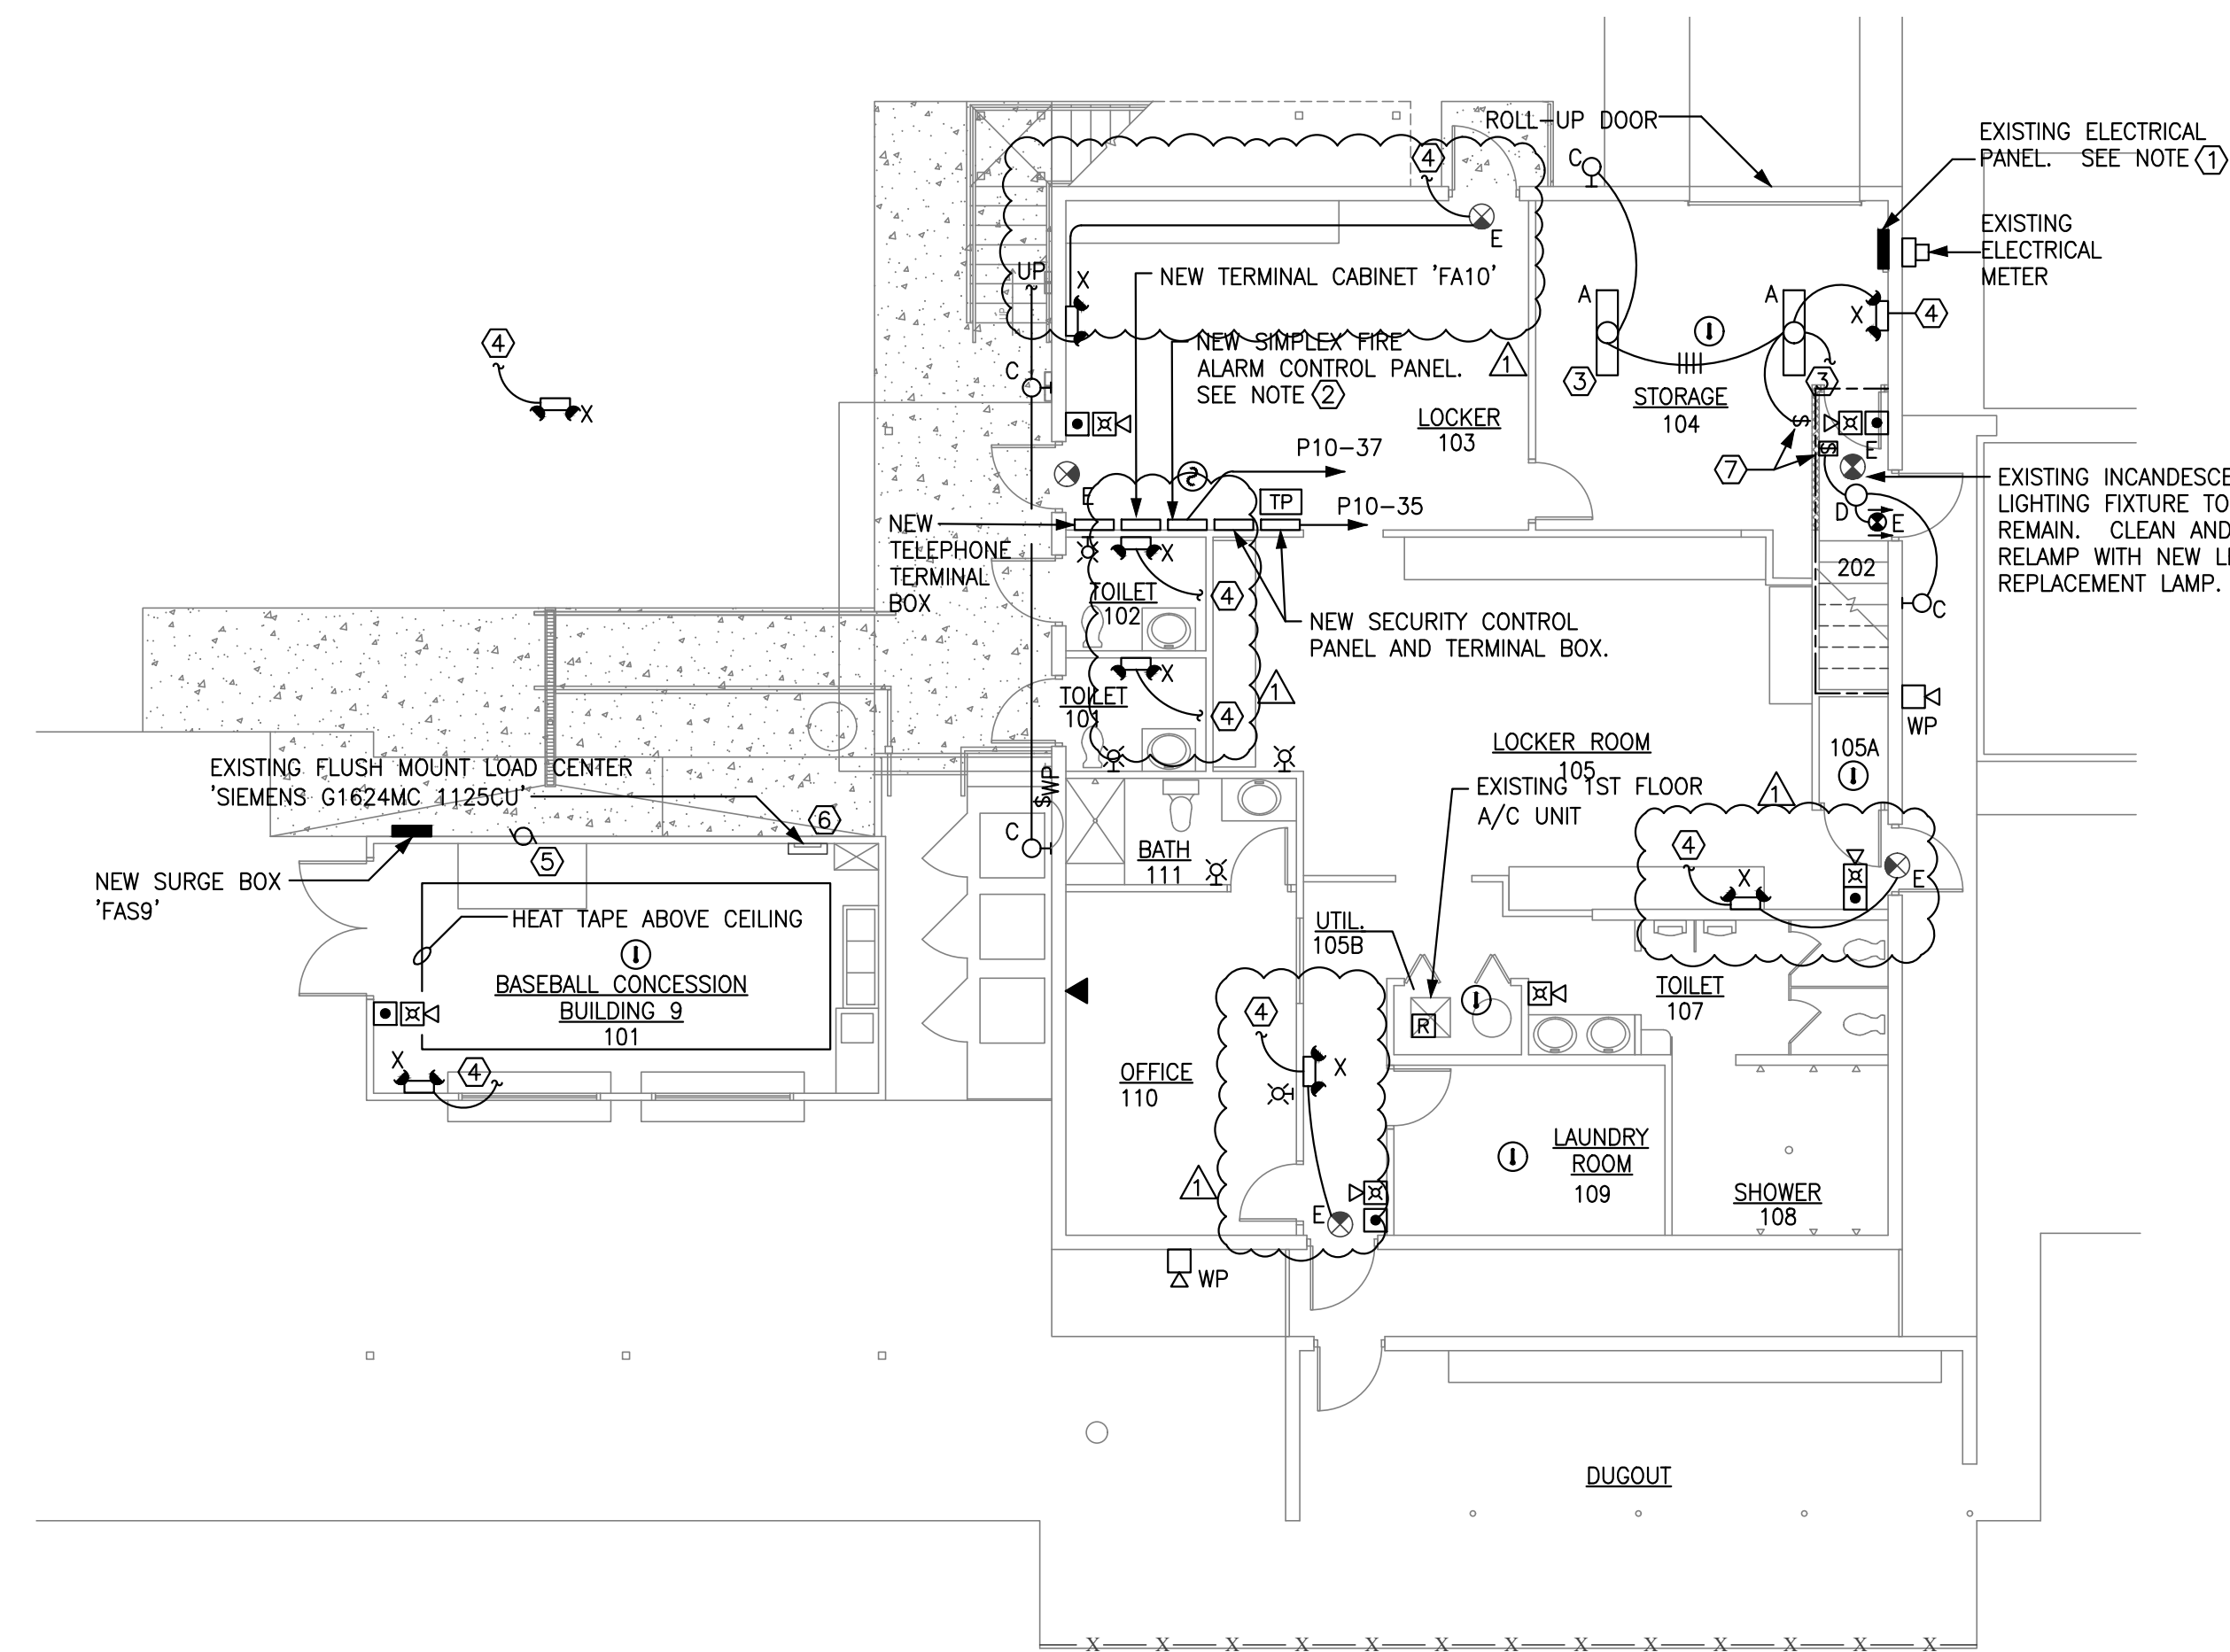 ROLL-UP DOOR
C
4
EXISTING ELECTRICAL
PANEL. SEE NOTE 1
EXISTING
ELECTRICAL
METER
E
UP
X
NEW TERMINAL CABINET 'FA10'
A
A
X
4
UP
4
X
C
NEW SIMPLEX FIRE
ALARM CONTROL PANEL.
SEE NOTE 2
1
3
3
STORAGE
104
LOCKER
103
S
S
E
7
P10-37
E
TP
P10-35
D
E
EXISTING INCANDESCE
LIGHTING FIXTURE TO
REMAIN. CLEAN AND
RELAMP WITH NEW LE
REPLACEMENT LAMP.
NEW
TELEPHONE
TERMINAL
BOX
X
TOILET
102
4
202
C
NEW SECURITY CONTROL
PANEL AND TERMINAL BOX.
X
TOILET
101
4
1
WP
LOCKER ROOM
105
105A
EXISTING FLUSH MOUNT LOAD CENTER
'SIEMENS G1624MC 1125CU'
SWP
EXISTING 1ST FLOOR
A/C UNIT
1
6
5
C
BATH
111
4
X
E
NEW SURGE BOX
'FAS9'
HEAT TAPE ABOVE CEILING
UTIL.
105B
BASEBALL CONCESSION
BUILDING 9
101
TOILET
107
4
R
X
4
OFFICE
110
X
LAUNDRY
ROOM
109
1
E
SHOWER
108
WP
DUGOUT
X X X X X X X X X X X X X